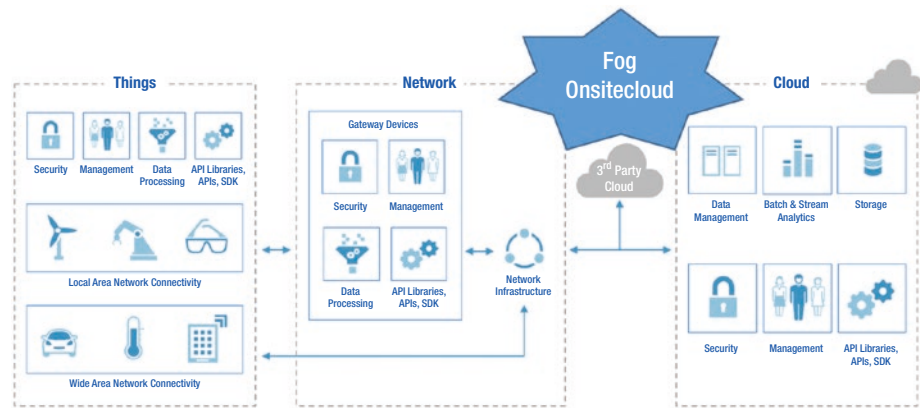 Fog
Onsitecloud
Things
Network
Cloud
Security
Management
Data
Processing
API Libraries,
APIs, SDK
Local Area Network Connectivity
Wide Area Network Connectivity
Gateway Devices
Security
Management
Data
Processing
API Libraries,
APIs, SDK
Network
Infrastructure
3rd Party
Cloud
Data
Management
Batch & Stream
Analytics
Storage
Security
Management
API Libraries,
APIs, SDK